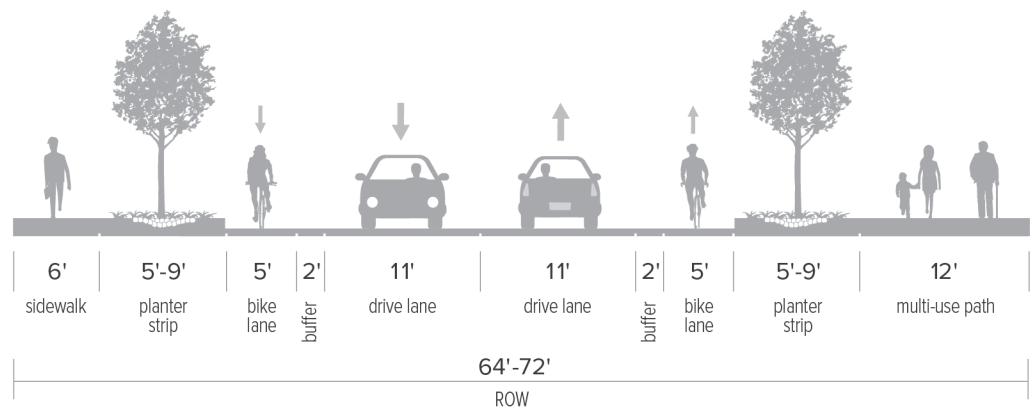 6' 5'-9' 5' 2' 11' 11' 2' 5' 5'-9' 12'
sidewalk planter strip bike lane buffer drive lane drive lane buffer bike lane planter strip multi-use path
64'-72'
ROW